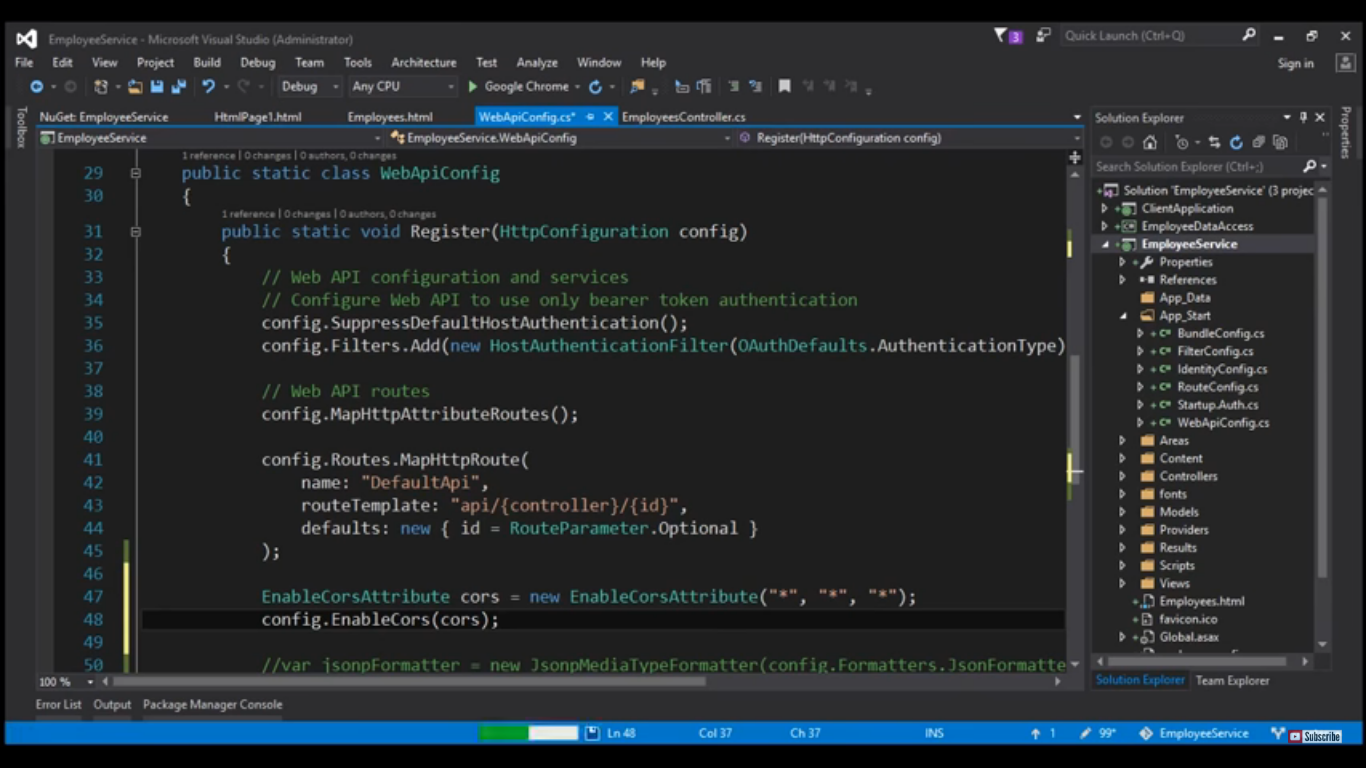 EmployeeService - Microsoft Visual Studio (Administrator)
3
Quick Launch (Ctrl+Q)
File Edit View Project Build Debug Team Tools Architecture Test Analyze Window Help
Sign in
Debug Any CPU Google Chrome
Toolbox
NuGet: EmployeeService HtmlPage1.html Employees.html WebApiConfig.cs* EmployeesController.cs
EmployeeService EmployeeService.WebApiConfig Register(HttpConfiguration config)
1 reference | 0 changes | 0 authors, 0 changes
29 public static class WebApiConfig
30 {
1 reference | 0 changes | 0 authors, 0 changes
31 public static void Register(HttpConfiguration config)
32 {
33 // Web API configuration and services
34 // Configure Web API to use only bearer token authentication
35 config.SuppressDefaultHostAuthentication();
36 config.Filters.Add(new HostAuthenticationFilter(OAuthDefaults.AuthenticationType)
37
38 // Web API routes
39 config.MapHttpAttributeRoutes();
40
41 config.Routes.MapHttpRoute(
42 name: "DefaultApi",
43 routeTemplate: "api/{controller}/{id}",
44 defaults: new { id = RouteParameter.Optional }
45 );
46
47 EnableCorsAttribute cors = new EnableCorsAttribute("*", "*", "*");
48 config.EnableCors(cors);
49
50 //var jsonpFormatter = new JsonpMediaTypeFormatter(config.Formatters.JsonFormatte
100 %
Solution Explorer
Search Solution Explorer (Ctrl+;)
Solution 'EmployeeService' (3 projec
ClientApplication
EmployeeDataAccess
EmployeeService
Properties
References
App_Data
App_Start
BundleConfig.cs
FilterConfig.cs
IdentityConfig.cs
RouteConfig.cs
Startup.Auth.cs
WebApiConfig.cs
Areas
Content
Controllers
fonts
Models
Providers
Results
Scripts
Views
Employees.html
favicon.ico
Global.asax
Solution Explorer Team Explorer
Properties
Error List Output Package Manager Console
Ln 48 Col 37 Ch 37 INS 1 99* EmployeeService
Subscribe